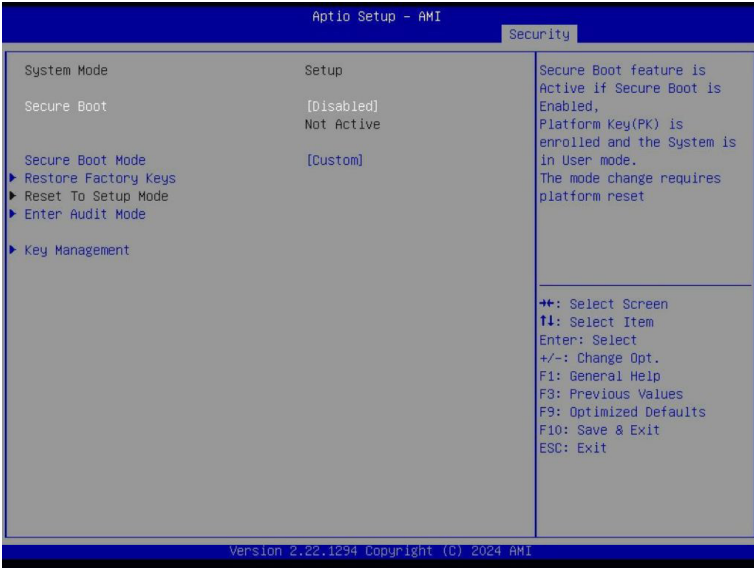 Aptio Setup – AMI
Security
System Mode Setup
Secure Boot [Disabled]
Not Active
Secure Boot Mode [Custom]
Restore Factory Keys
Reset To Setup Mode
Enter Audit Mode
Key Management
Secure Boot feature is
Active if Secure Boot is
Enabled,
Platform Key(PK) is
enrolled and the System is
in User mode.
The mode change requires
platform reset
→←: Select Screen
↑↓: Select Item
Enter: Select
+/-: Change Opt.
F1: General Help
F3: Previous Values
F9: Optimized Defaults
F10: Save & Exit
ESC: Exit
Version 2.22.1294 Copyright (C) 2024 AMI